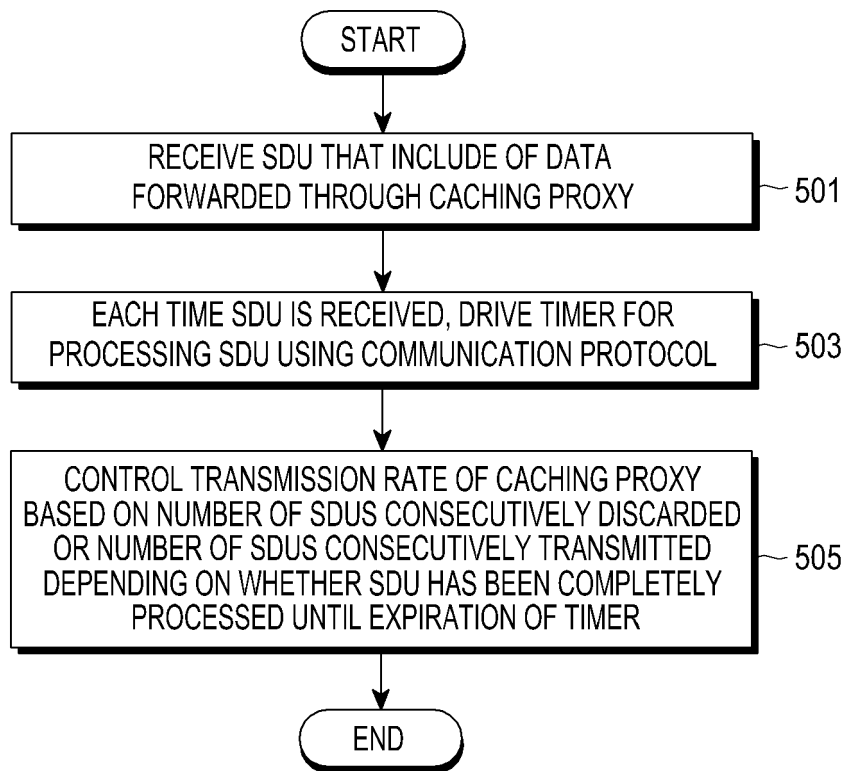 START
RECEIVE SDU THAT INCLUDE OF DATA
FORWARDED THROUGH CACHING PROXY
501
EACH TIME SDU IS RECEIVED, DRIVE TIMER FOR
PROCESSING SDU USING COMMUNICATION PROTOCOL
503
CONTROL TRANSMISSION RATE OF CACHING PROXY
BASED ON NUMBER OF SDUS CONSECUTIVELY DISCARDED
OR NUMBER OF SDUS CONSECUTIVELY TRANSMITTED
DEPENDING ON WHETHER SDU HAS BEEN COMPLETELY
PROCESSED UNTIL EXPIRATION OF TIMER
505
END